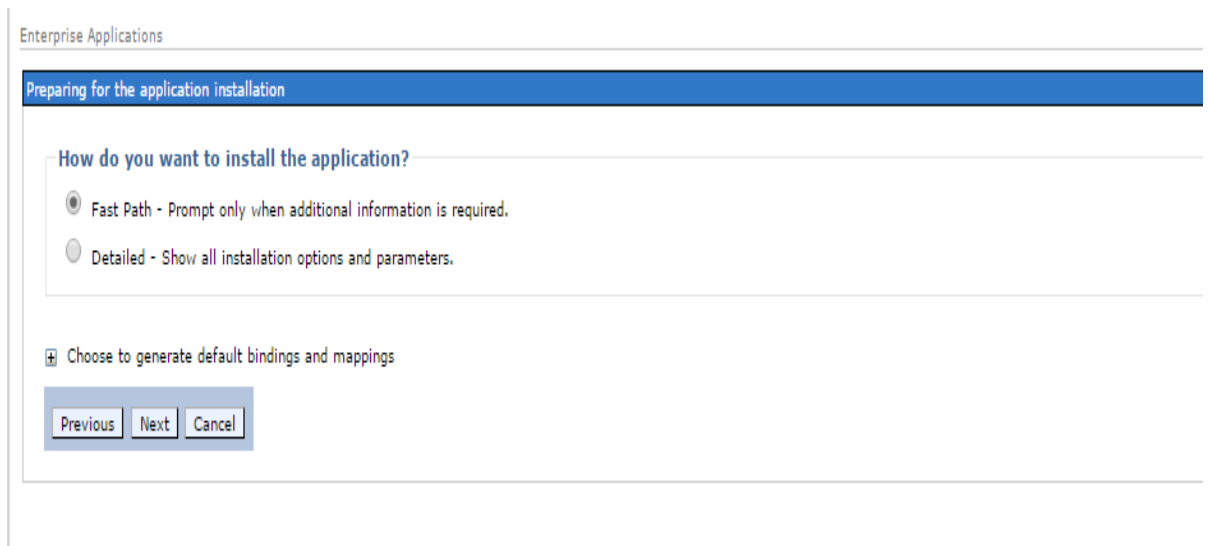 Enterprise Applications
Preparing for the application installation
How do you want to install the application?
Fast Path - Prompt only when additional information is required.
Detailed - Show all installation options and parameters.
Choose to generate default bindings and mappings
Previous Next Cancel